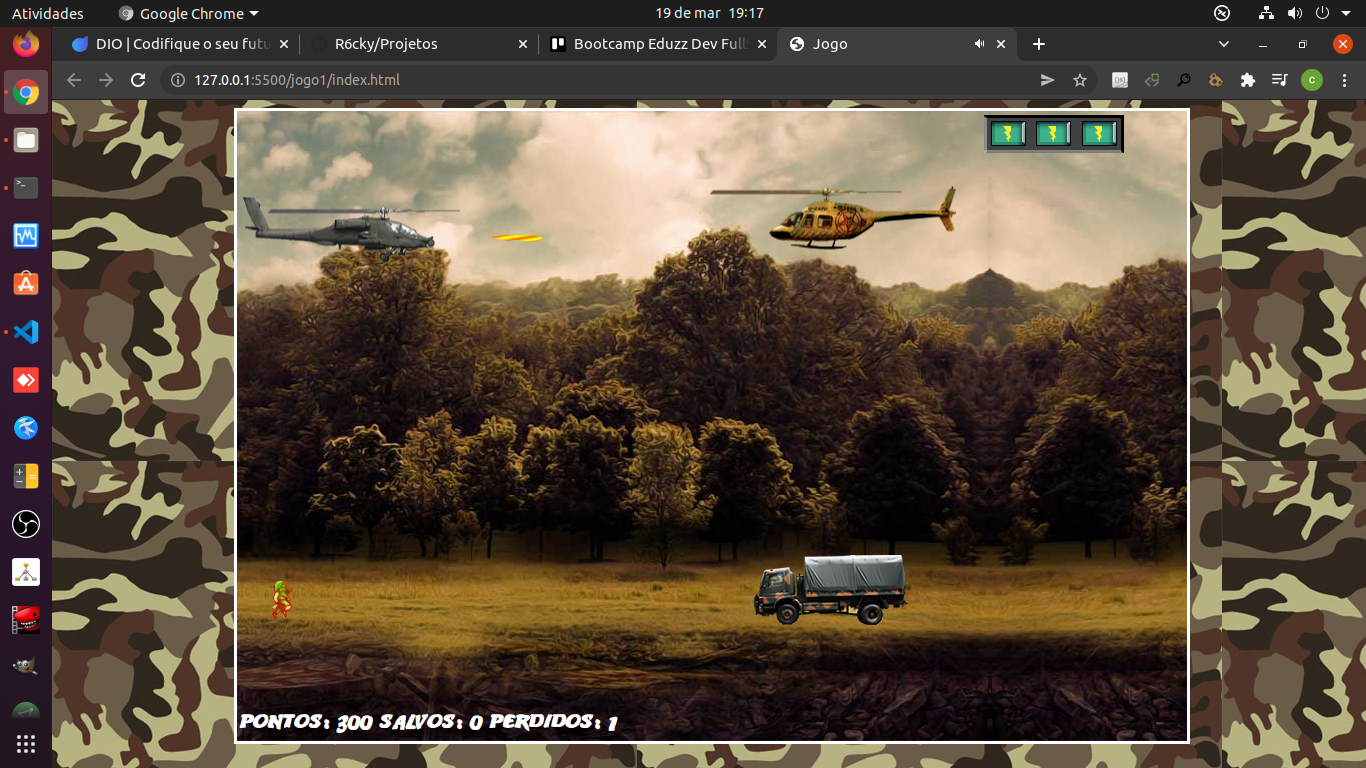 Atividades Google Chrome 19 de mar 19:17
DIO | Codifique o seu futu R6cky/Projetos Bootcamp Eduzz Dev Full Jogo
127.0.0.1:5500/jogo1/index.html c
PONTOS: 300 SALVOS: 0 PERDIDOS: 1